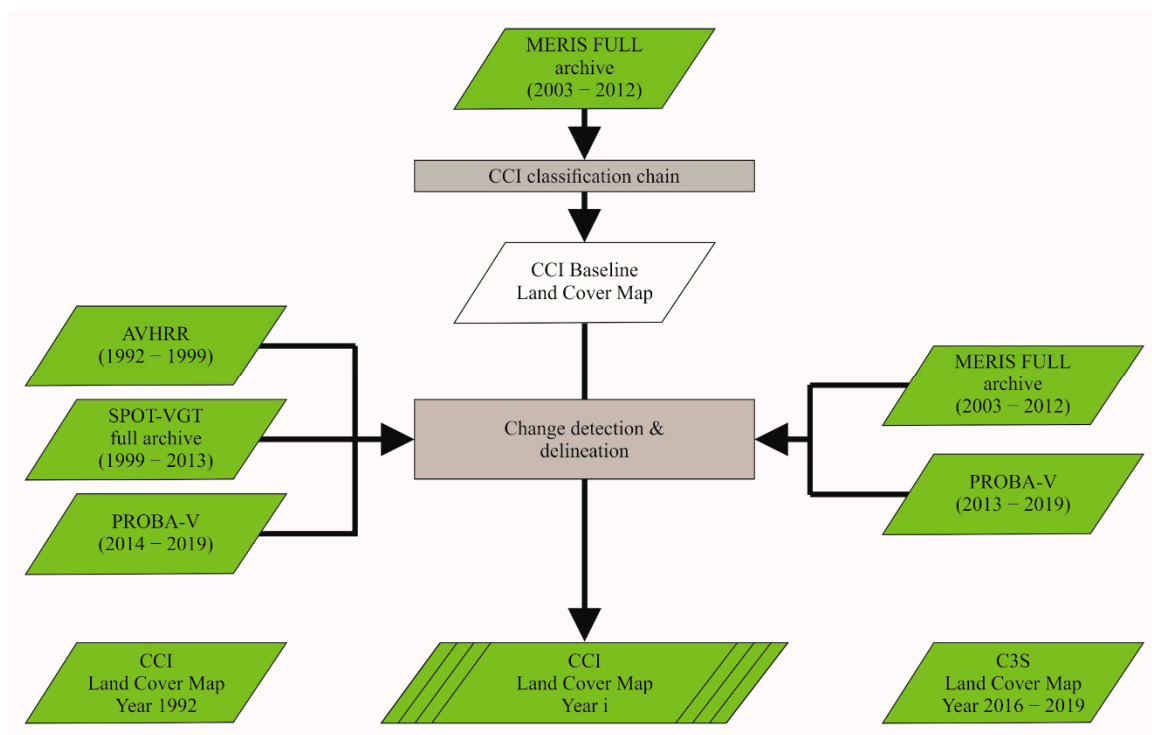 MERIS FULL
archive
(2003 − 2012)
CCI classification chain
CCI Baseline
Land Cover Map
AVHRR
(1992 − 1999)
SPOT-VGT
full archive
(1999 − 2013)
PROBA-V
(2014 − 2019)
Change detection &
delineation
MERIS FULL
archive
(2003 − 2012)
PROBA-V
(2013 − 2019)
CCI
Land Cover Map
Year 1992
CCI
Land Cover Map
Year i
C3S
Land Cover Map
Year 2016 − 2019